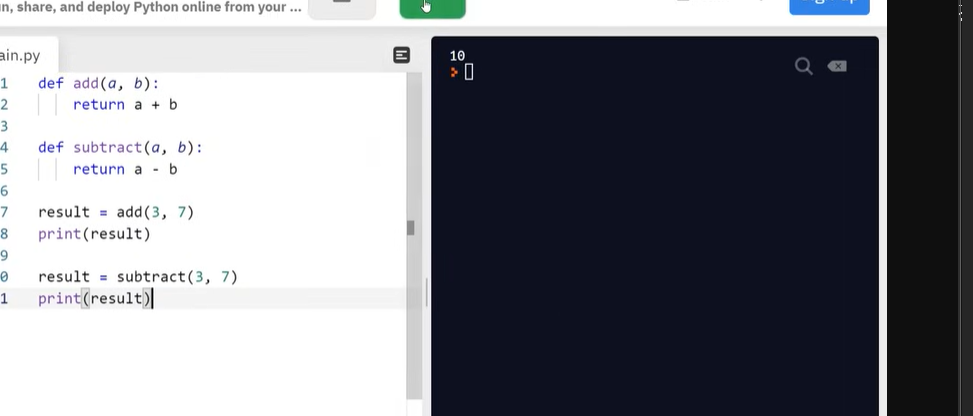 n, share, and deploy Python online from your ...
ain.py
1 def add(a, b):
2 return a + b
3
4 def subtract(a, b):
5 return a - b
6
7 result = add(3, 7)
8 print(result)
9
0 result = subtract(3, 7)
1 print(result)
10